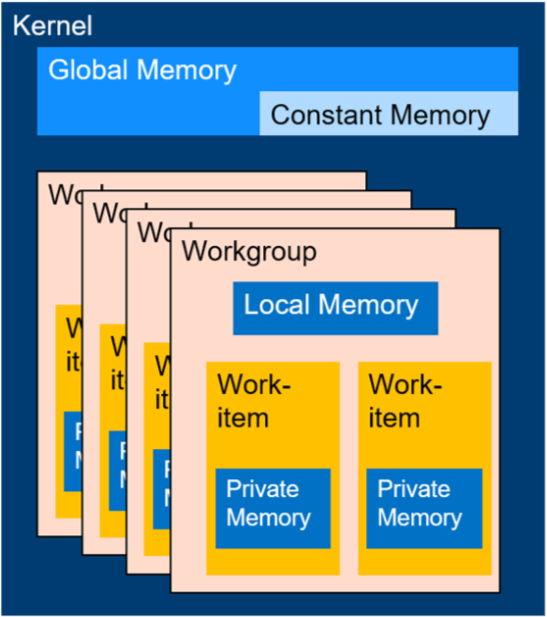 Kernel
Global Memory
Constant Memory
Workgroup
Local Memory
Work-
item
Private
Memory
Work-
item
Private
Memory